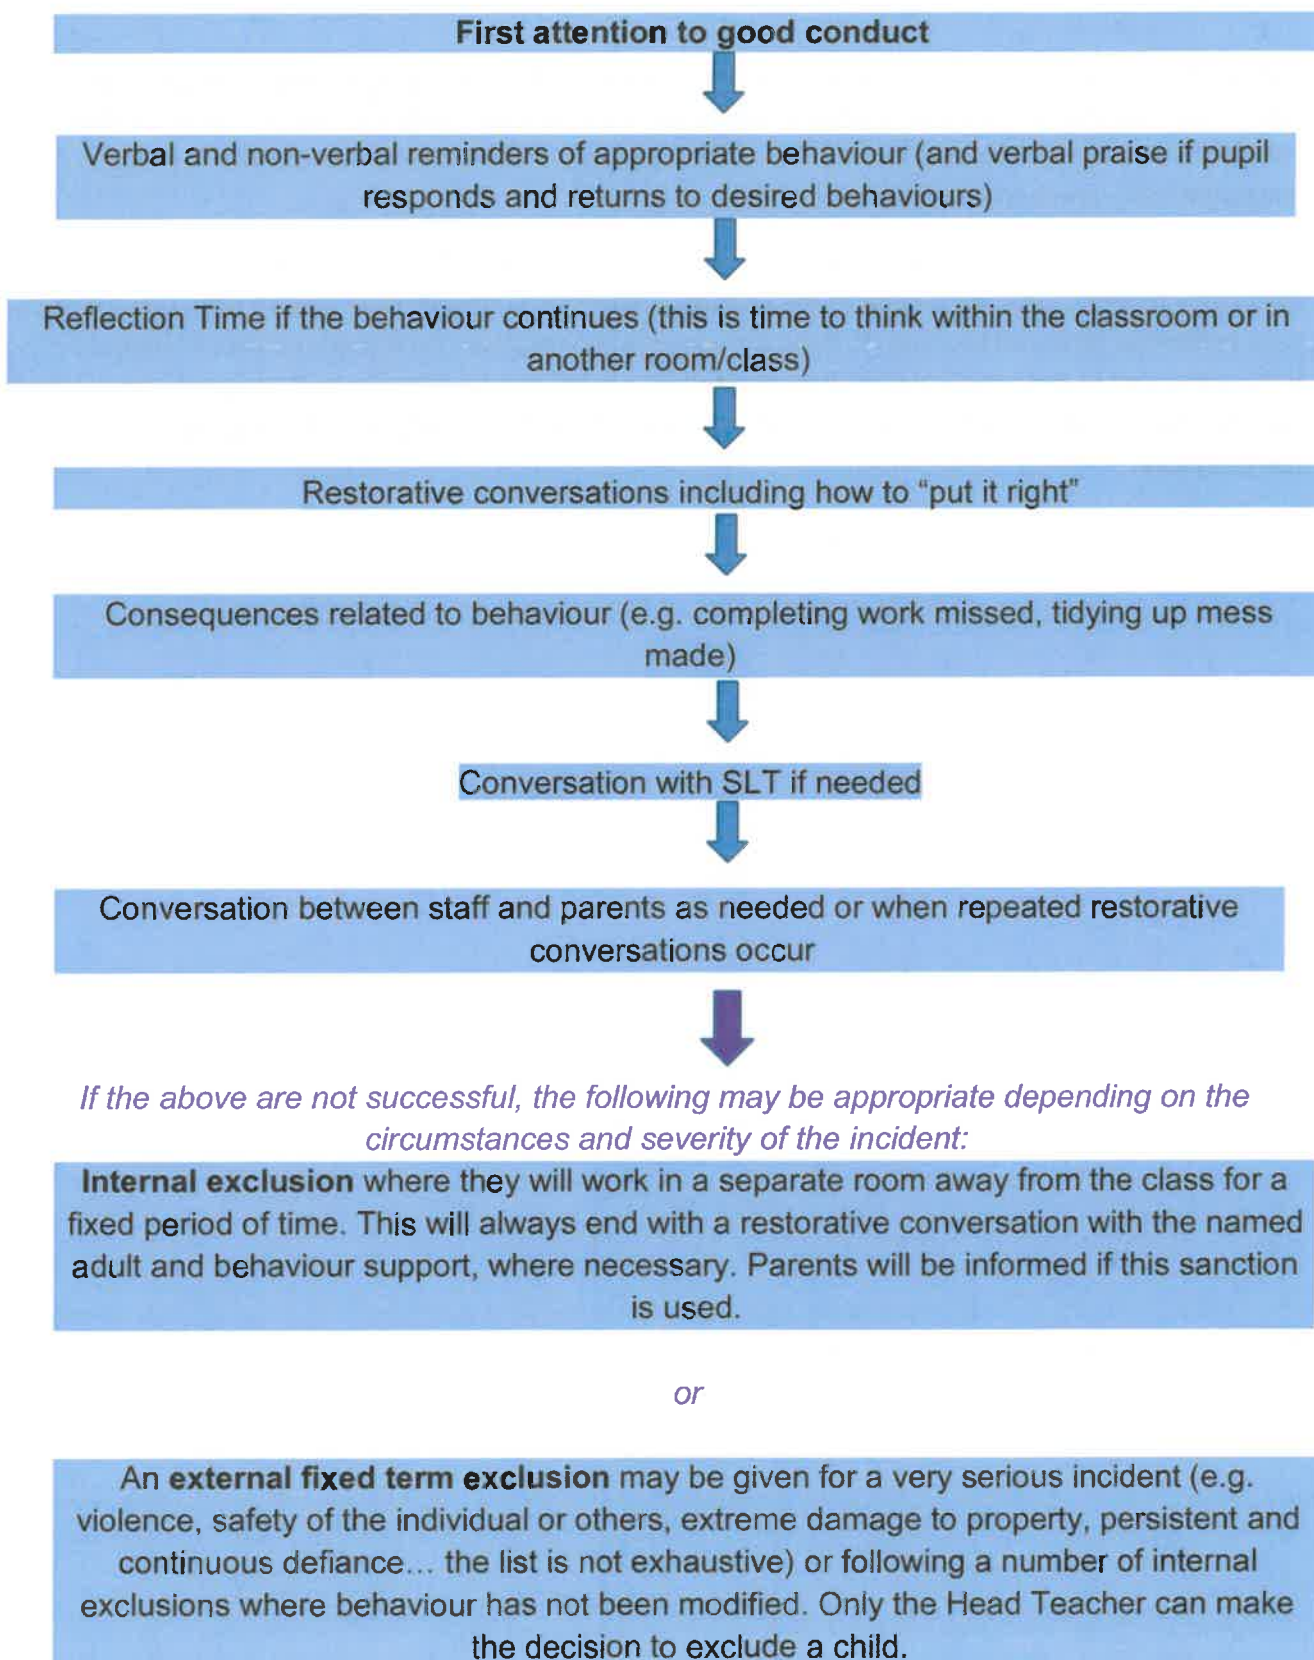 First attention to good conduct
Verbal and non-verbal reminders of appropriate behaviour (and verbal praise if pupil
responds and returns to desired behaviours)
Reflection Time if the behaviour continues (this is time to think within the classroom or in
another room/class)
Restorative conversations including how to “put it right”
Consequences related to behaviour (e.g. completing work missed, tidying up mess
made)
Conversation with SLT if needed
Conversation between staff and parents as needed or when repeated restorative
conversations occur
If the above are not successful, the following may be appropriate depending on the
circumstances and severity of the incident:
Internal exclusion where they will work in a separate room away from the class for a
fixed period of time. This will always end with a restorative conversation with the named
adult and behaviour support, where necessary. Parents will be informed if this sanction
is used.
or
An external fixed term exclusion may be given for a very serious incident (e.g.
violence, safety of the individual or others, extreme damage to property, persistent and
continuous defiance... the list is not exhaustive) or following a number of internal
exclusions where behaviour has not been modified. Only the Head Teacher can make
the decision to exclude a child.